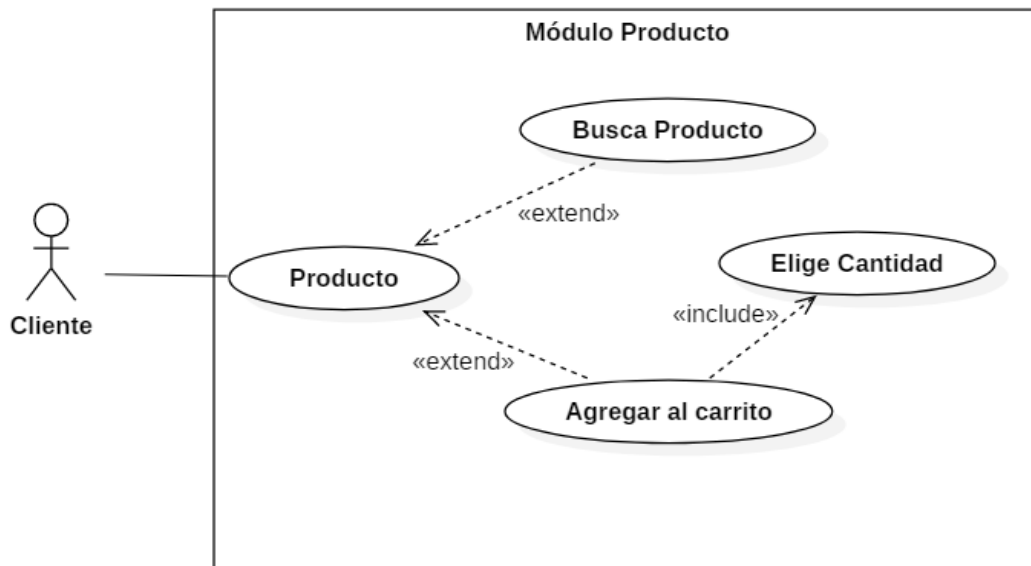 Módulo Producto
Busca Producto
«extend»
Elige Cantidad
Producto
«include»
Cliente
«extend»
Agregar al carrito